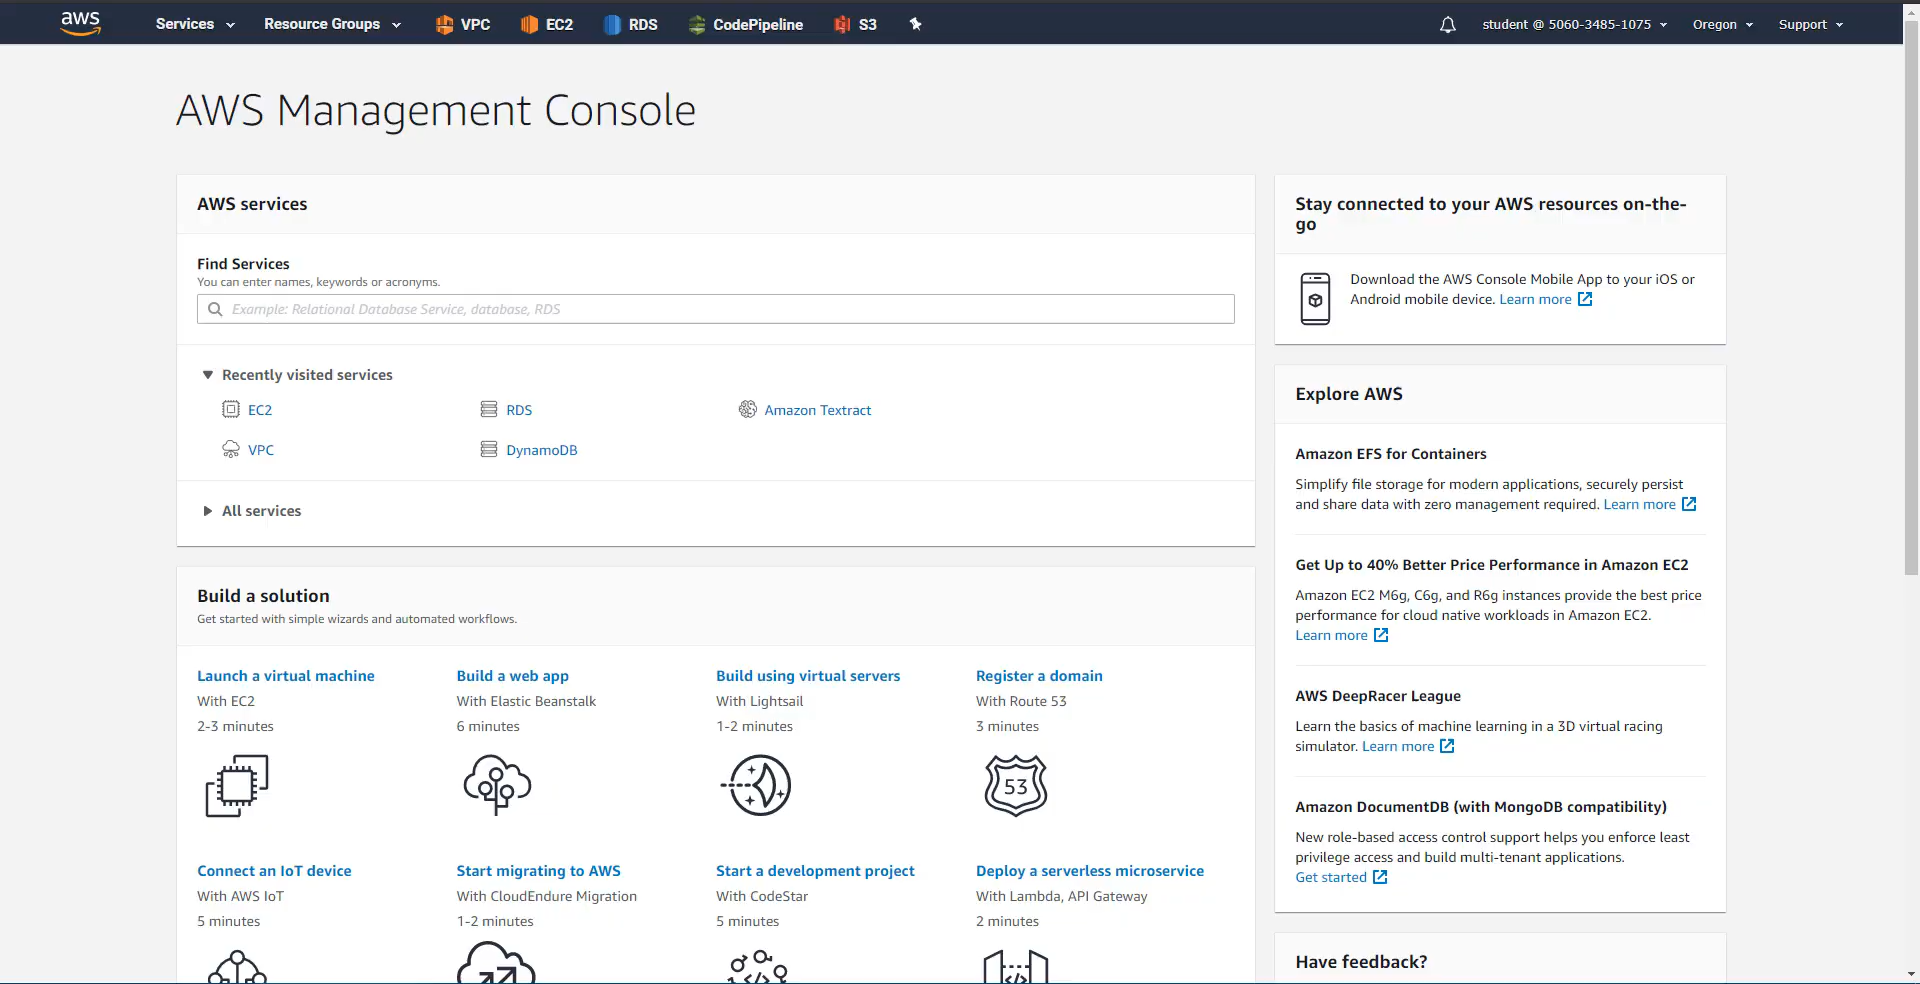 aws Services Resource Groups VPC EC2 RDS CodePipeline S3 student @ 5060-3485-1075 Oregon Support
AWS Management Console
AWS services
Find Services
You can enter names, keywords or acronyms.
Example: Relational Database Service, database, RDS
Recently visited services
EC2 RDS Amazon Textract
VPC DynamoDB
All services
Build a solution
Get started with simple wizards and automated workflows.
Launch a virtual machine
With EC2
2-3 minutes
Build a web app
With Elastic Beanstalk
6 minutes
Build using virtual servers
With Lightsail
1-2 minutes
Register a domain
With Route 53
3 minutes
53
Connect an IoT device
With AWS IoT
5 minutes
Start migrating to AWS
With CloudEndure Migration
1-2 minutes
Start a development project
With CodeStar
5 minutes
Deploy a serverless microservice
With Lambda, API Gateway
2 minutes
Stay connected to your AWS resources on-the-
go
Download the AWS Console Mobile App to your iOS or
Android mobile device. Learn more
Explore AWS
Amazon EFS for Containers
Simplify file storage for modern applications, securely persist
and share data with zero management required. Learn more
Get Up to 40% Better Price Performance in Amazon EC2
Amazon EC2 M6g, C6g, and R6g instances provide the best price
performance for cloud native workloads in Amazon EC2.
Learn more
AWS DeepRacer League
Learn the basics of machine learning in a 3D virtual racing
simulator. Learn more
Amazon DocumentDB (with MongoDB compatibility)
New role-based access control support helps you enforce least
privilege access and build multi-tenant applications.
Get started
Have feedback?